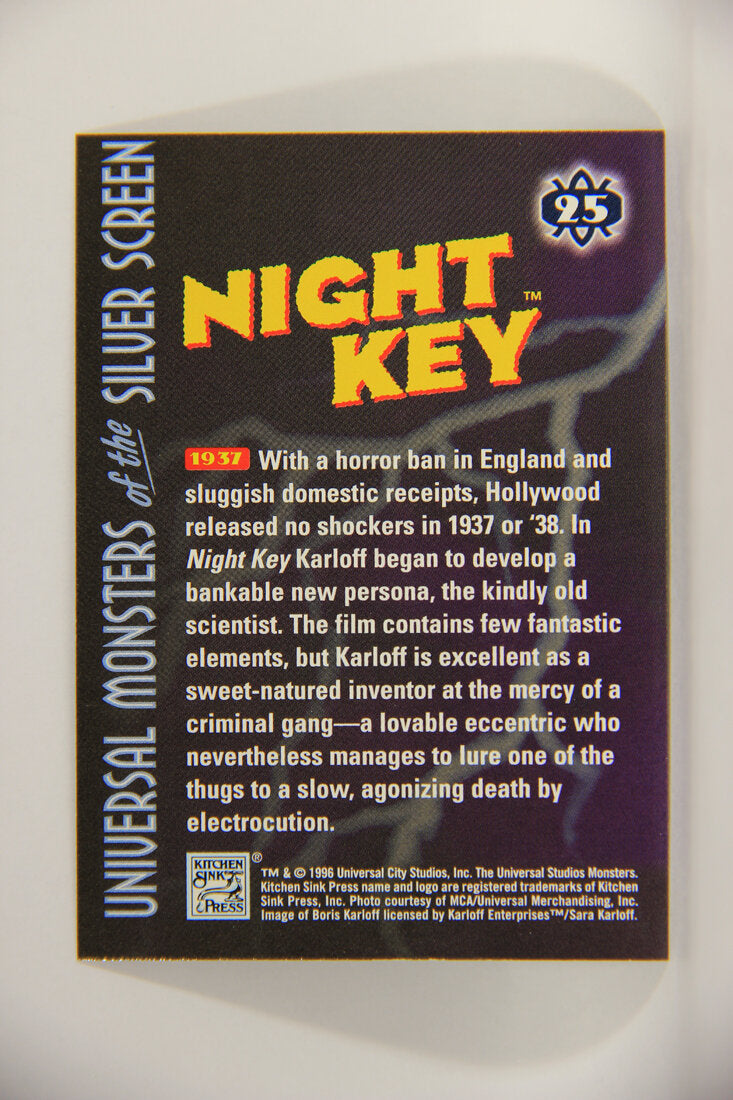 UNIVERSAL MONSTERS of the SILVER SCREEN
25
NIGHT
KEY™
1937 With a horror ban in England and
sluggish domestic receipts, Hollywood
released no shockers in 1937 or ‘38. In
Night Key Karloff began to develop a
bankable new persona, the kindly old
scientist. The film contains few fantastic
elements, but Karloff is excellent as a
sweet-natured inventor at the mercy of a
criminal gang—a lovable eccentric who
nevertheless manages to lure one of the
thugs to a slow, agonizing death by
electrocution.
KITCHEN
SINK
PRESS
®
TM & © 1996 Universal City Studios, Inc. The Universal Studios Monsters.
Kitchen Sink Press name and logo are registered trademarks of Kitchen
Sink Press, Inc. Photo courtesy of MCA/Universal Merchandising, Inc.
Image of Boris Karloff licensed by Karloff Enterprises™/Sara Karloff.